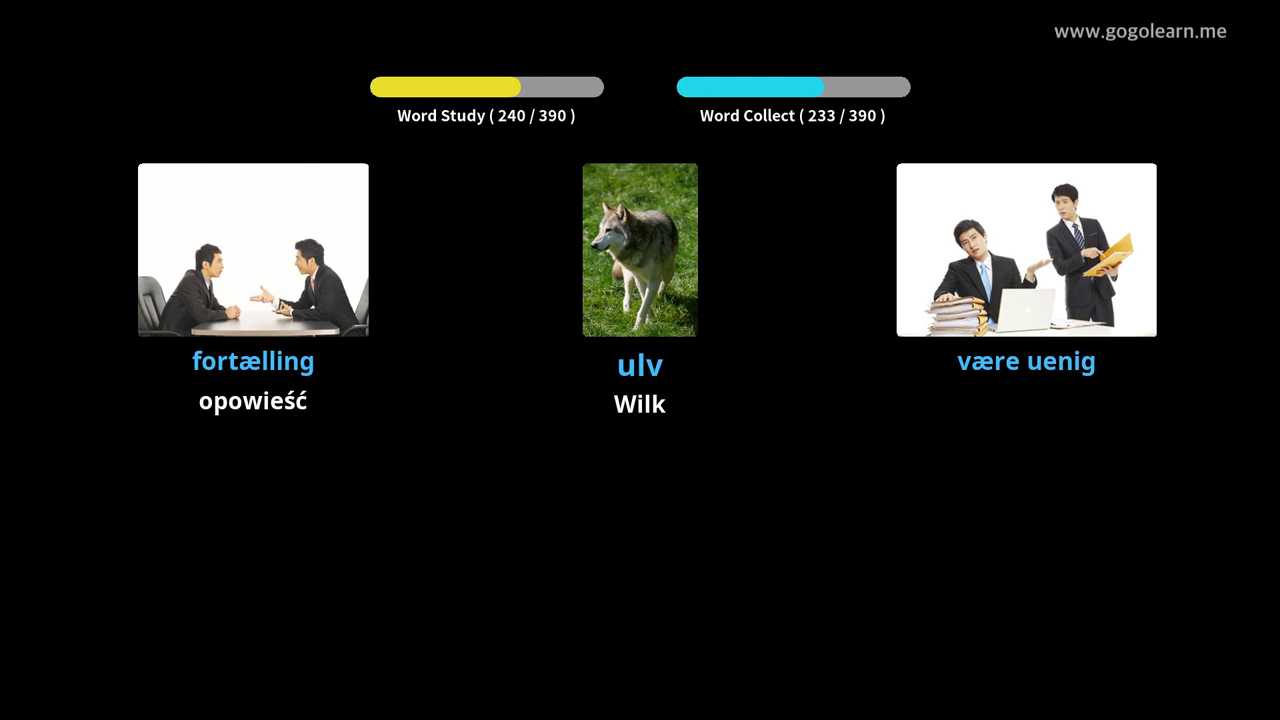 www.gogolearn.me
Word Study ( 240 / 390 )
Word Collect ( 233 / 390 )
fortælling
opowieść
ulv
Wilk
være uenig